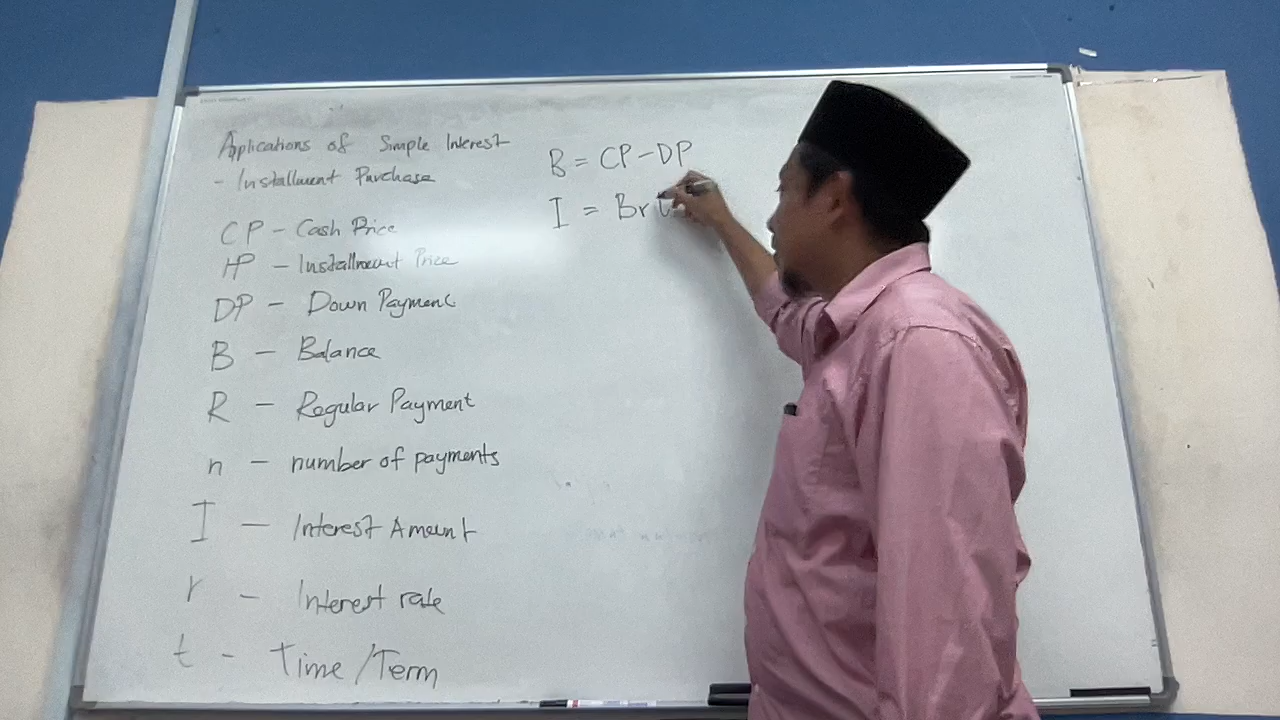 Applications of Simple Interest
- Installment Purchase
CP - Cash Price
IP - Installment Price
DP - Down Payment
B - Balance
R - Regular Payment
n - number of payments
I - Interest Amount
r - Interest rate
t - Time/Term
B = CP-DP
I = Brt